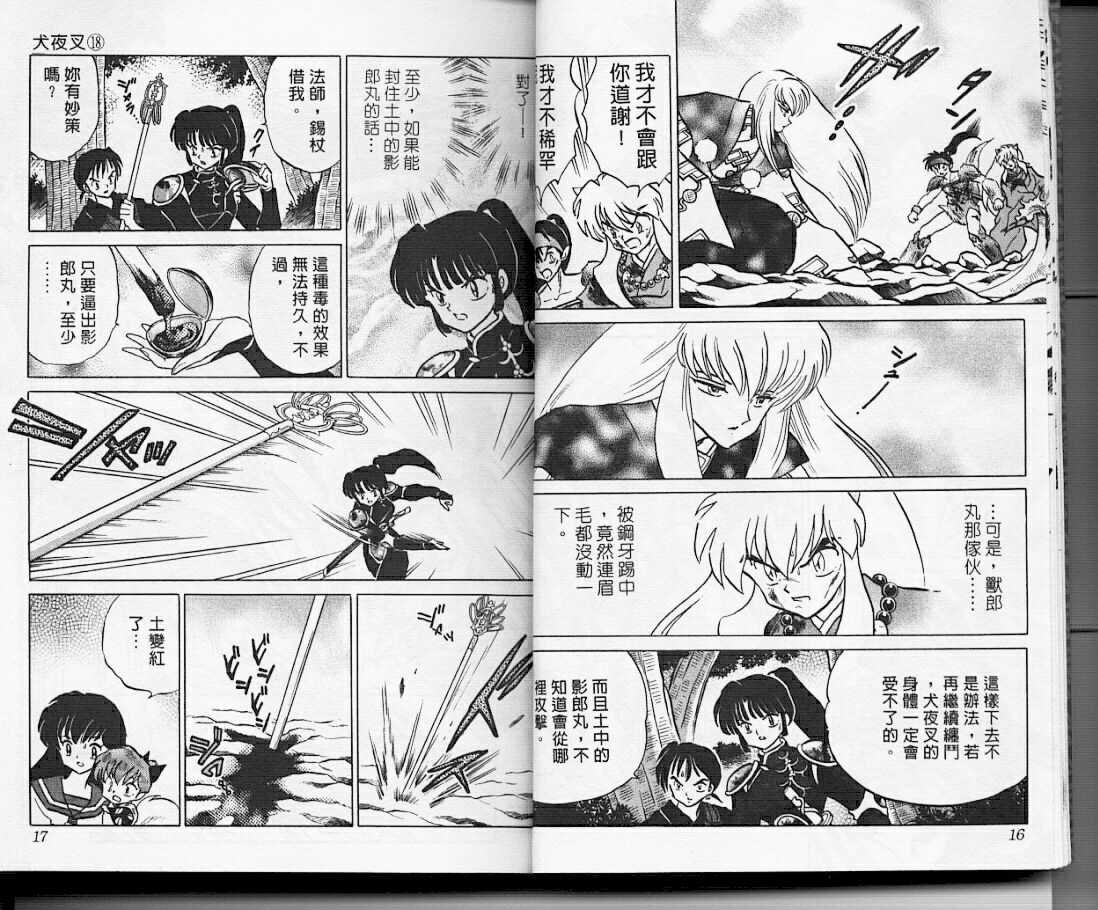 犬夜叉⑱
タッ
我才不會跟
你道謝！
我才不稀罕
シュー
…可是，獸郎
丸那傢伙……
被鋼牙踢中
，竟然連眉
毛都沒動一
下。
這樣下去不
是辦法，若
再繼續纏鬥
，犬夜叉的
身體一定會
受不了的。
而且土中的
影郎丸，不
知道會從哪
裡攻擊。
16
對了——！
至少，如果能
封住土中的影
郎丸的話…
法師，錫杖
借我。
妳有妙策
嗎？
這種毒的效果
無法持久，不
過，
只要逼出影
郎丸，至少
……
土變紅
了…
17